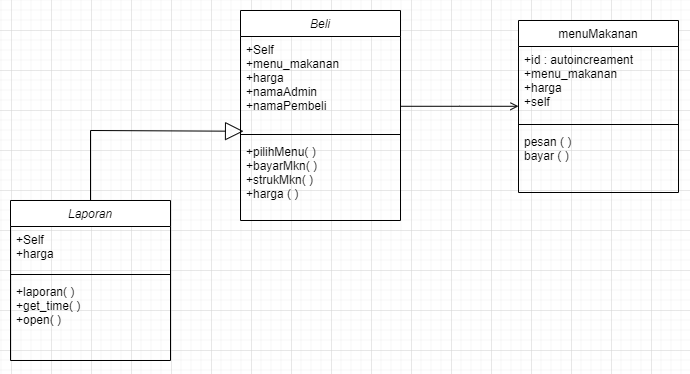 Beli
+Self
+menu_makanan
+harga
+namaAdmin
+namaPembeli
+pilihMenu( )
+bayarMkn( )
+strukMkn( )
+harga ( )
menuMakanan
+id : autoincreament
+menu_makanan
+harga
+self
pesan ( )
bayar ( )
Laporan
+Self
+harga
+laporan( )
+get_time( )
+open( )